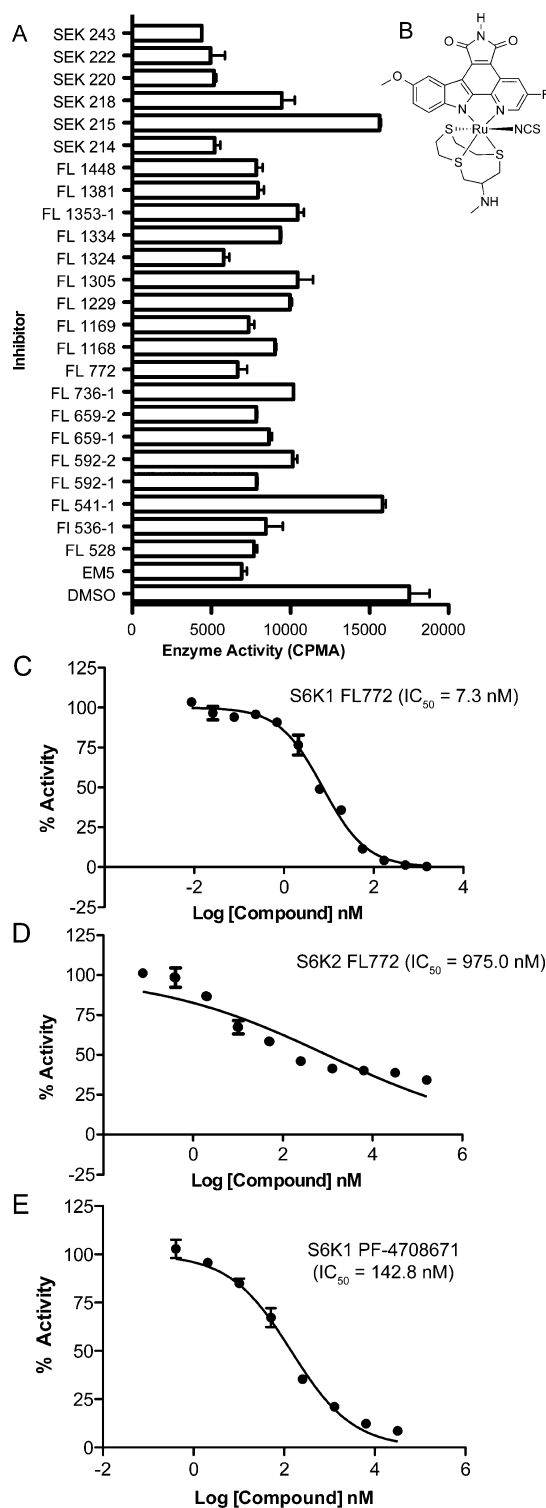 A
SEK 243
SEK 222
SEK 220
SEK 218
SEK 215
SEK 214
FL 1448
FL 1381
FL 1353-1
FL 1334
FL 1324
FL 1305
FL 1229
FL 1169
FL 1168
FL 772
FL 736-1
FL 659-2
FL 659-1
FL 592-2
FL 592-1
FL 541-1
FI 536-1
FL 528
EM5
DMSO
Inhibitor
0 5000 10000 15000 20000
Enzyme Activity (CPMA)
B
H
O N O
O
F
N N
S Ru NCS
S S
NH
C
S6K1 FL772 (IC50 = 7.3 nM)
125
100
75
50
25
0
-25
% Activity
-2 0 2 4
Log [Compound] nM
D
S6K2 FL772 (IC50 = 975.0 nM)
125
100
75
50
25
0
-25
% Activity
0 2 4 6
Log [Compound] nM
E
S6K1 PF-4708671
(IC50 = 142.8 nM)
125
100
75
50
25
0
% Activity
-2 0 2 4 6
Log [Compound] nM